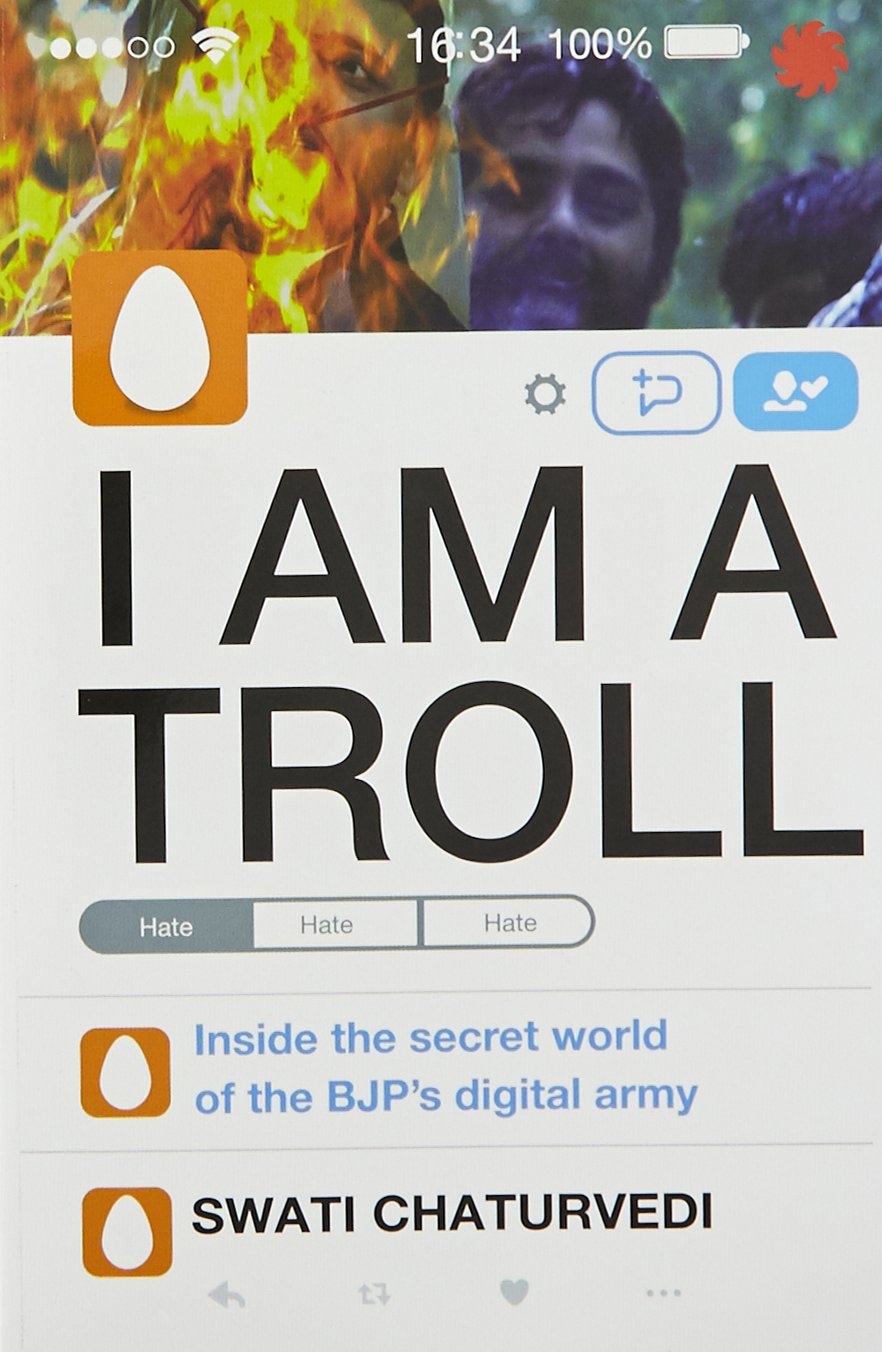 16:34 100%
I AM A
TROLL
Hate Hate Hate
Inside the secret world
of the BJP’s digital army
SWATI CHATURVEDI